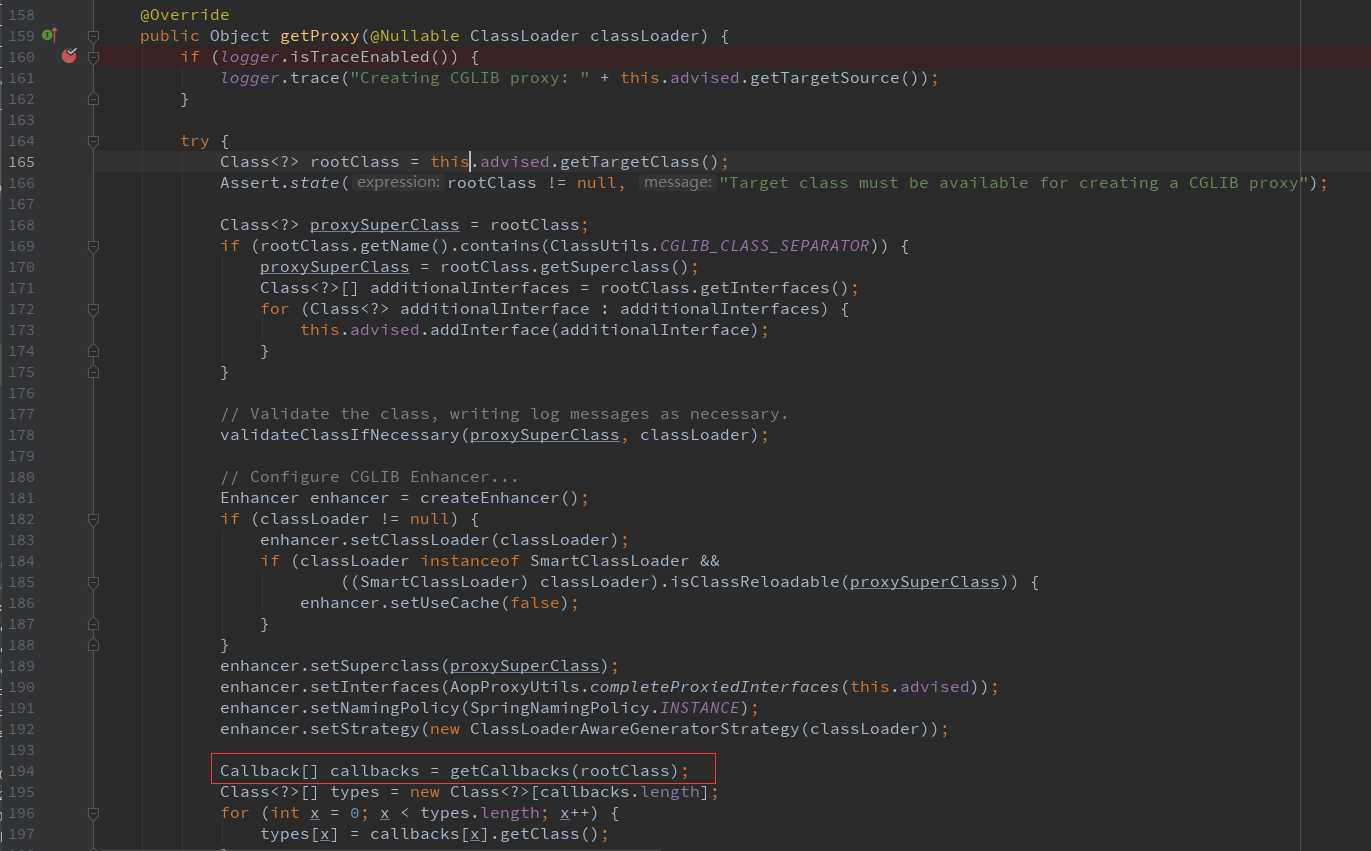 158 @Override
159 public Object getProxy(@Nullable ClassLoader classLoader) {
160 if (logger.isTraceEnabled()) {
161 logger.trace("Creating CGLIB proxy: " + this.advised.getTargetSource());
162 }
163
164 try {
165 Class<?> rootClass = this.advised.getTargetClass();
166 Assert.state( expression: rootClass != null, message: "Target class must be available for creating a CGLIB proxy");
167
168 Class<?> proxySuperClass = rootClass;
169 if (rootClass.getName().contains(ClassUtils.CGLIB_CLASS_SEPARATOR)) {
170 proxySuperClass = rootClass.getSuperclass();
171 Class<?>[] additionalInterfaces = rootClass.getInterfaces();
172 for (Class<?> additionalInterface : additionalInterfaces) {
173 this.advised.addInterface(additionalInterface);
174 }
175 }
176
177 // Validate the class, writing log messages as necessary.
178 validateClassIfNecessary(proxySuperClass, classLoader);
179
180 // Configure CGLIB Enhancer...
181 Enhancer enhancer = createEnhancer();
182 if (classLoader != null) {
183 enhancer.setClassLoader(classLoader);
184 if (classLoader instanceof SmartClassLoader &&
185 ((SmartClassLoader) classLoader).isClassReloadable(proxySuperClass)) {
186 enhancer.setUseCache(false);
187 }
188 }
189 enhancer.setSuperclass(proxySuperClass);
190 enhancer.setInterfaces(AopProxyUtils.completeProxiedInterfaces(this.advised));
191 enhancer.setNamingPolicy(SpringNamingPolicy.INSTANCE);
192 enhancer.setStrategy(new ClassLoaderAwareGeneratorStrategy(classLoader));
193
194 Callback[] callbacks = getCallbacks(rootClass);
195 Class<?>[] types = new Class<?>[callbacks.length];
196 for (int x = 0; x < types.length; x++) {
197 types[x] = callbacks[x].getClass();